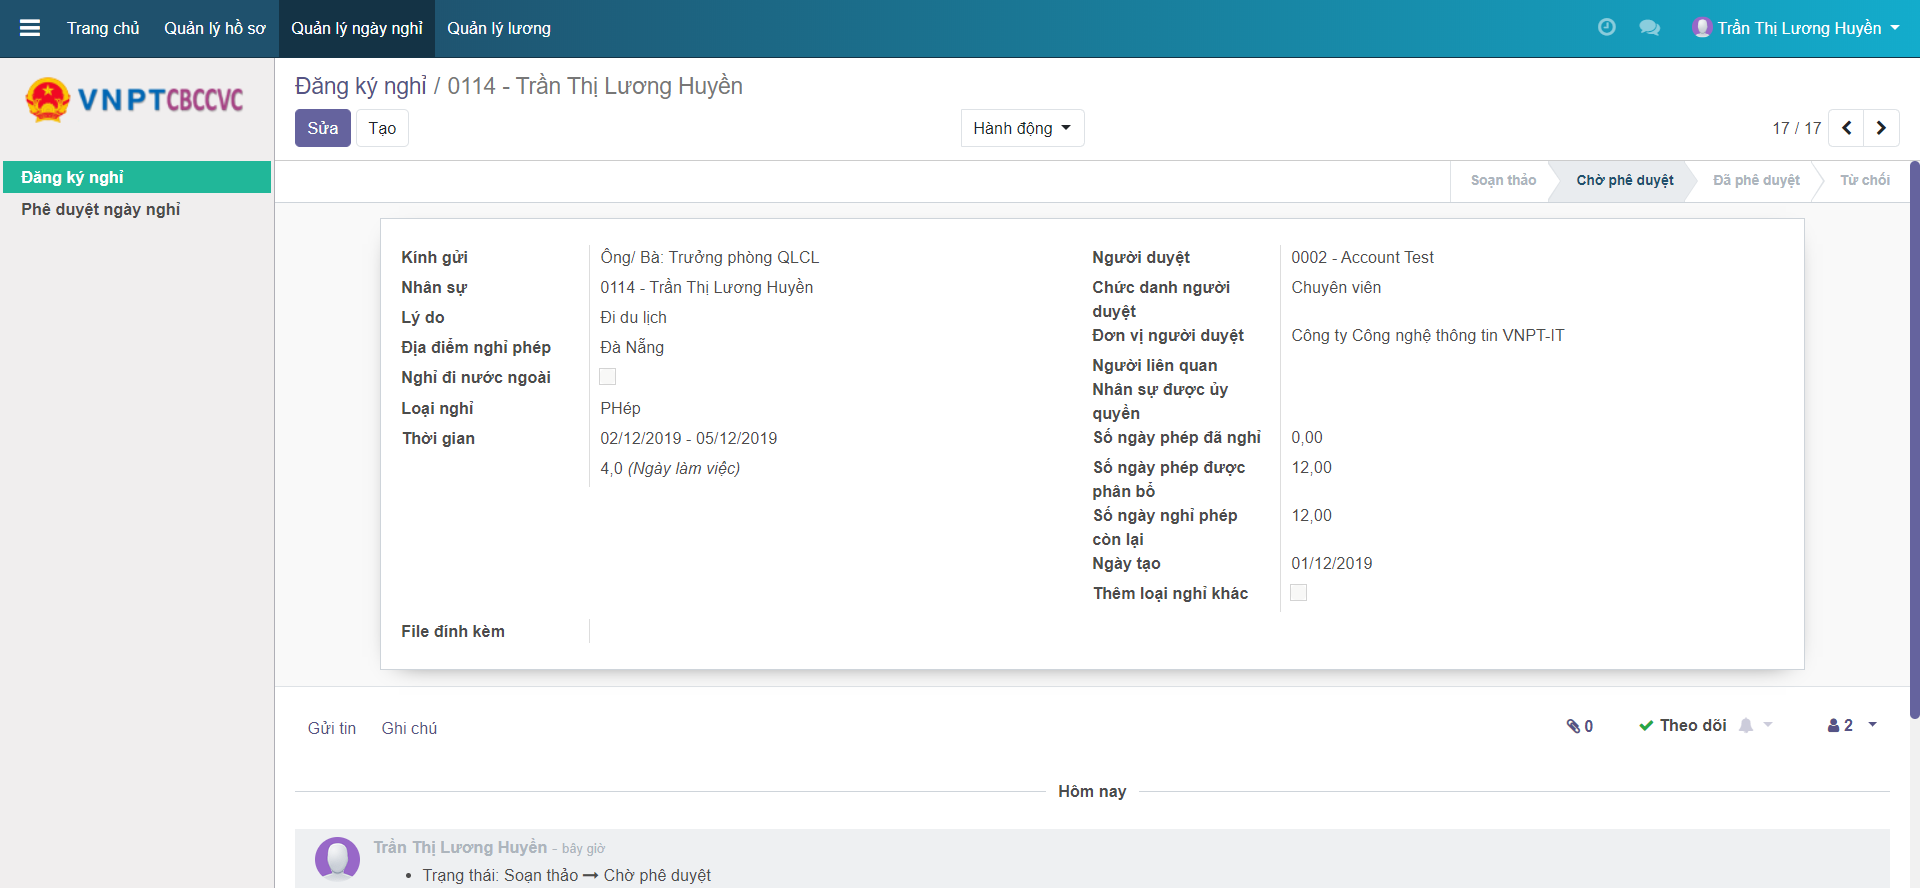 Trang chủ Quản lý hồ sơ Quản lý ngày nghỉ Quản lý lương Trần Thị Lương Huyền
VNPTCBCCVC
Đăng ký nghỉ
Phê duyệt ngày nghỉ
Đăng ký nghỉ / 0114 - Trần Thị Lương Huyền
Sửa Tạo Hành động 17 / 17
Soạn thảo Chờ phê duyệt Đã phê duyệt Từ chối
Kính gửi Ông/ Bà: Trưởng phòng QLCL
Nhân sự 0114 - Trần Thị Lương Huyền
Lý do Đi du lịch
Địa điểm nghỉ phép Đà Nẵng
Nghỉ đi nước ngoài
Loại nghỉ PHép
Thời gian 02/12/2019 - 05/12/2019
4,0 (Ngày làm việc)
Người duyệt 0002 - Account Test
Chức danh người Chuyên viên
duyệt
Đơn vị người duyệt Công ty Công nghệ thông tin VNPT-IT
Người liên quan
Nhân sự được ủy
quyền
Số ngày phép đã nghỉ 0,00
Số ngày phép được 12,00
phân bổ
Số ngày nghỉ phép 12,00
còn lại
Ngày tạo 01/12/2019
Thêm loại nghỉ khác
File đính kèm
Gửi tin Ghi chú 0 Theo dõi 2
Hôm nay
Trần Thị Lương Huyền - bây giờ
• Trạng thái: Soạn thảo → Chờ phê duyệt